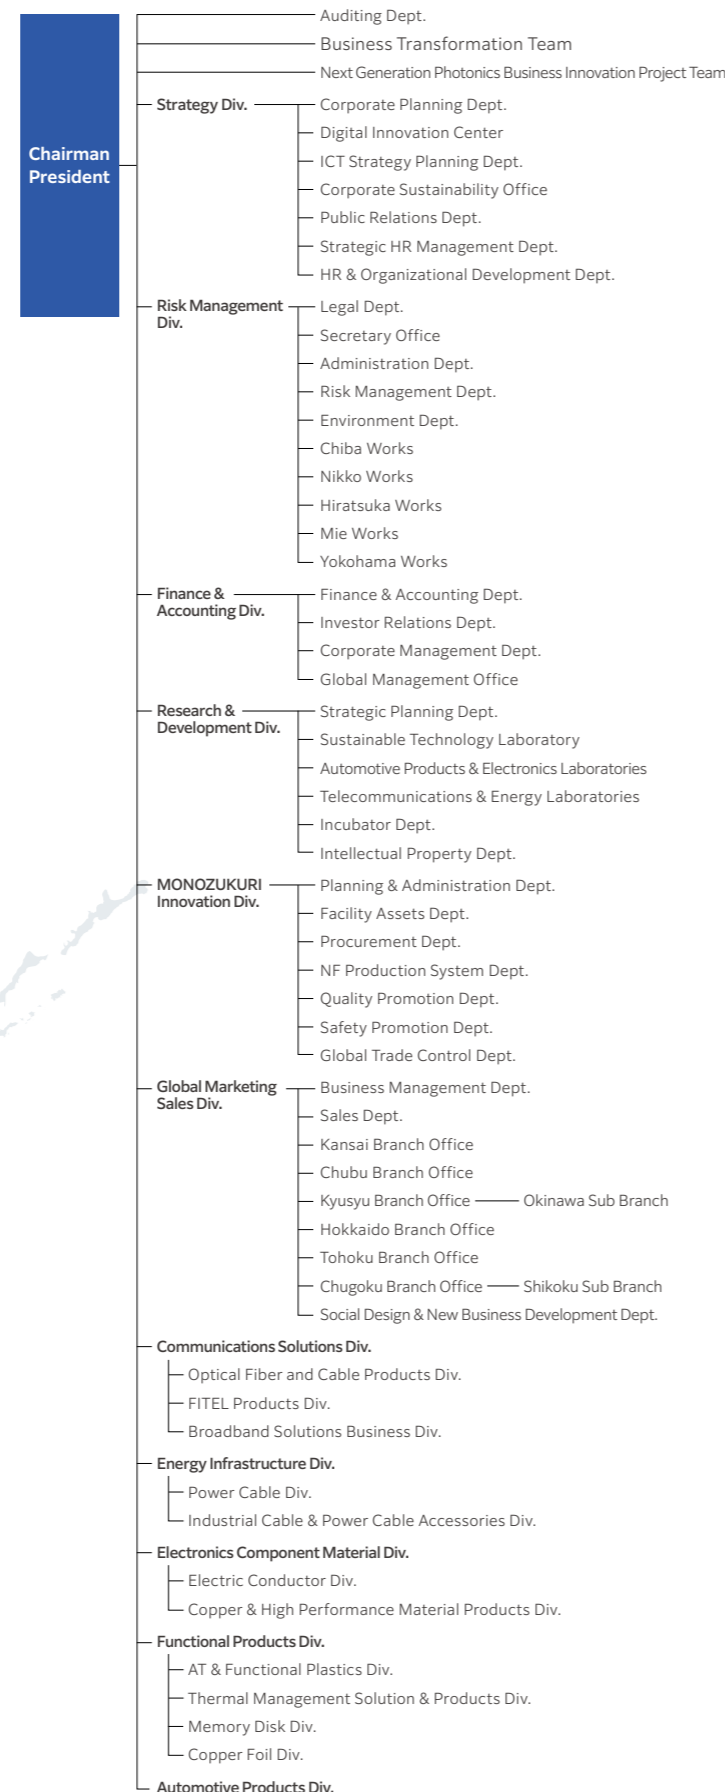 Chairman
President
Auditing Dept.
Business Transformation Team
Next Generation Photonics Business Innovation Project Team
Strategy Div.
Corporate Planning Dept.
Digital Innovation Center
ICT Strategy Planning Dept.
Corporate Sustainability Office
Public Relations Dept.
Strategic HR Management Dept.
HR & Organizational Development Dept.
Risk Management
Div.
Legal Dept.
Secretary Office
Administration Dept.
Risk Management Dept.
Environment Dept.
Chiba Works
Nikko Works
Hiratsuka Works
Mie Works
Yokohama Works
Finance &
Accounting Div.
Finance & Accounting Dept.
Investor Relations Dept.
Corporate Management Dept.
Global Management Office
Research &
Development Div.
Strategic Planning Dept.
Sustainable Technology Laboratory
Automotive Products & Electronics Laboratories
Telecommunications & Energy Laboratories
Incubator Dept.
Intellectual Property Dept.
MONOZUKURI
Innovation Div.
Planning & Administration Dept.
Facility Assets Dept.
Procurement Dept.
NF Production System Dept.
Quality Promotion Dept.
Safety Promotion Dept.
Global Trade Control Dept.
Global Marketing
Sales Div.
Business Management Dept.
Sales Dept.
Kansai Branch Office
Chubu Branch Office
Kyusyu Branch Office Okinawa Sub Branch
Hokkaido Branch Office
Tohoku Branch Office
Chugoku Branch Office Shikoku Sub Branch
Social Design & New Business Development Dept.
Communications Solutions Div.
Optical Fiber and Cable Products Div.
FITEL Products Div.
Broadband Solutions Business Div.
Energy Infrastructure Div.
Power Cable Div.
Industrial Cable & Power Cable Accessories Div.
Electronics Component Material Div.
Electric Conductor Div.
Copper & High Performance Material Products Div.
Functional Products Div.
AT & Functional Plastics Div.
Thermal Management Solution & Products Div.
Memory Disk Div.
Copper Foil Div.
Automotive Products Div.